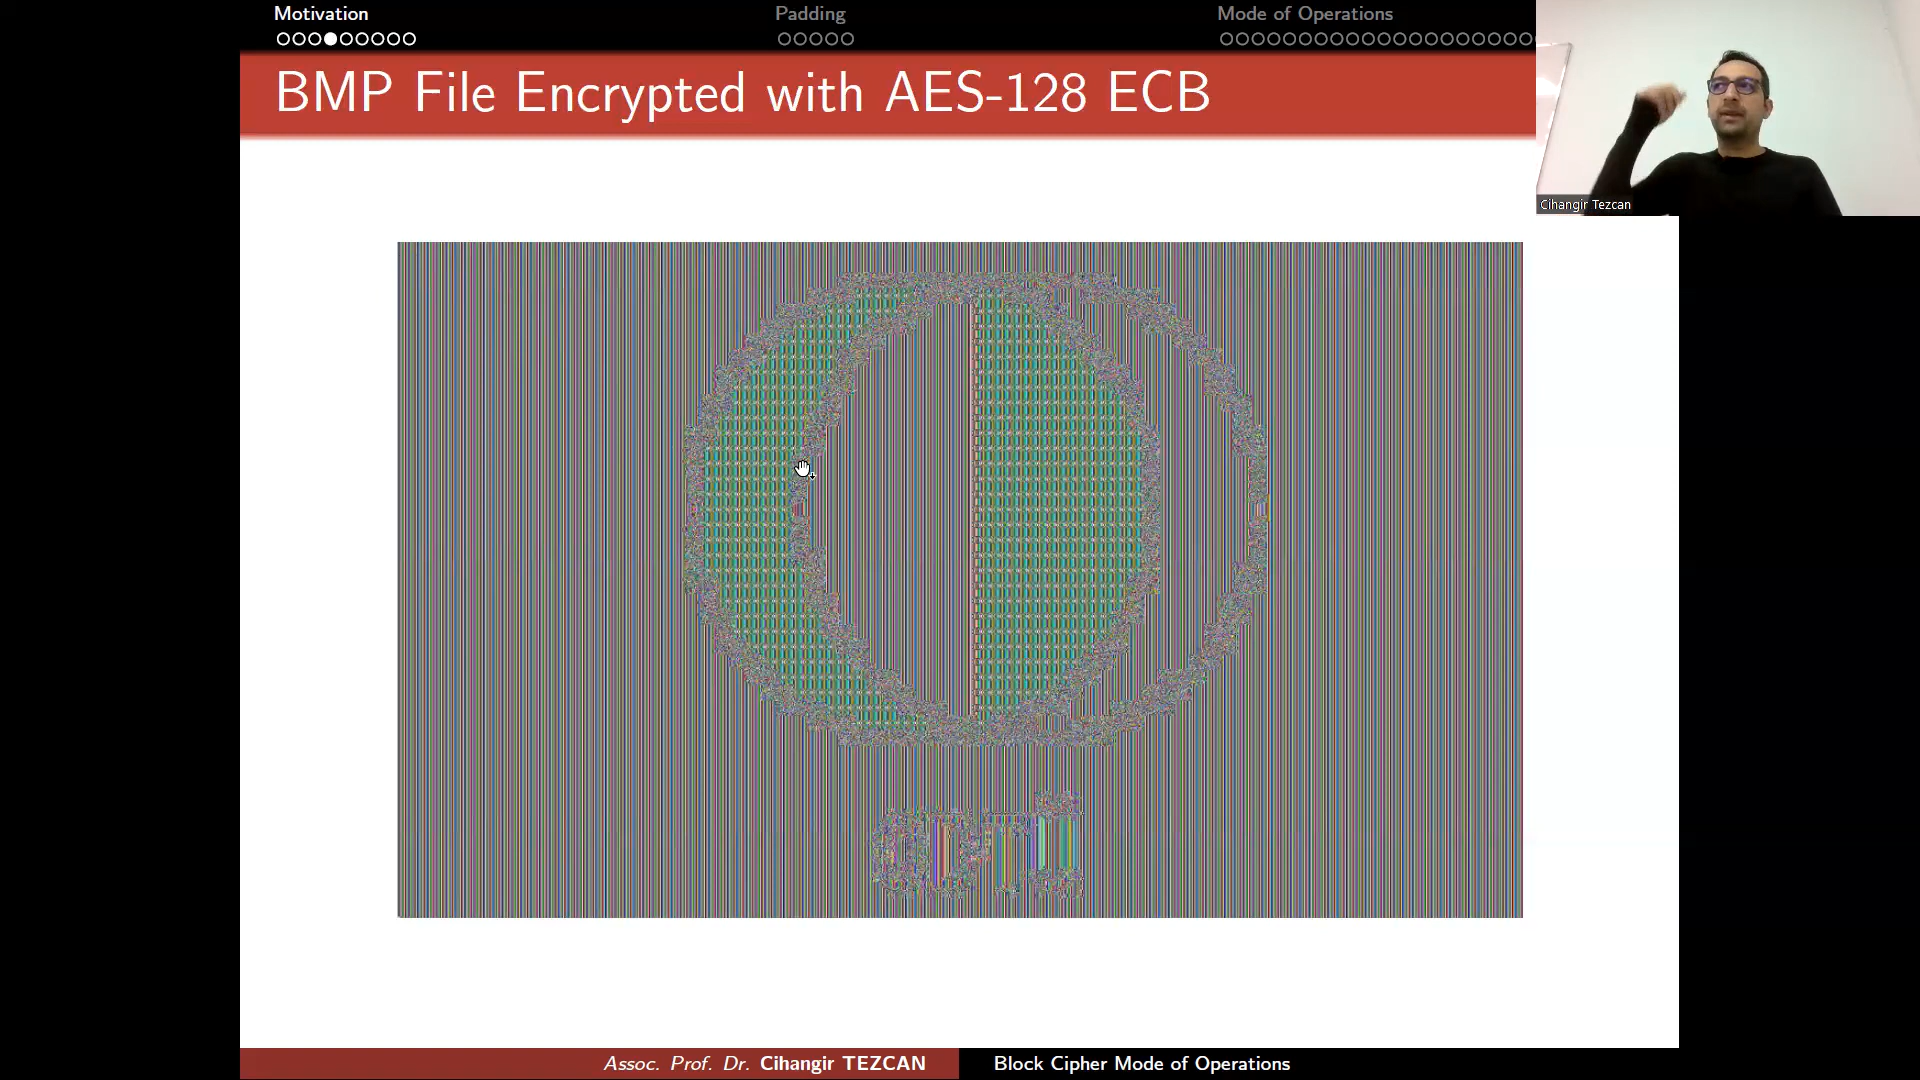 Motivation
Padding
Mode of Operations
BMP File Encrypted with AES-128 ECB
Cihangir Tezcan
Assoc. Prof. Dr. Cihangir TEZCAN
Block Cipher Mode of Operations